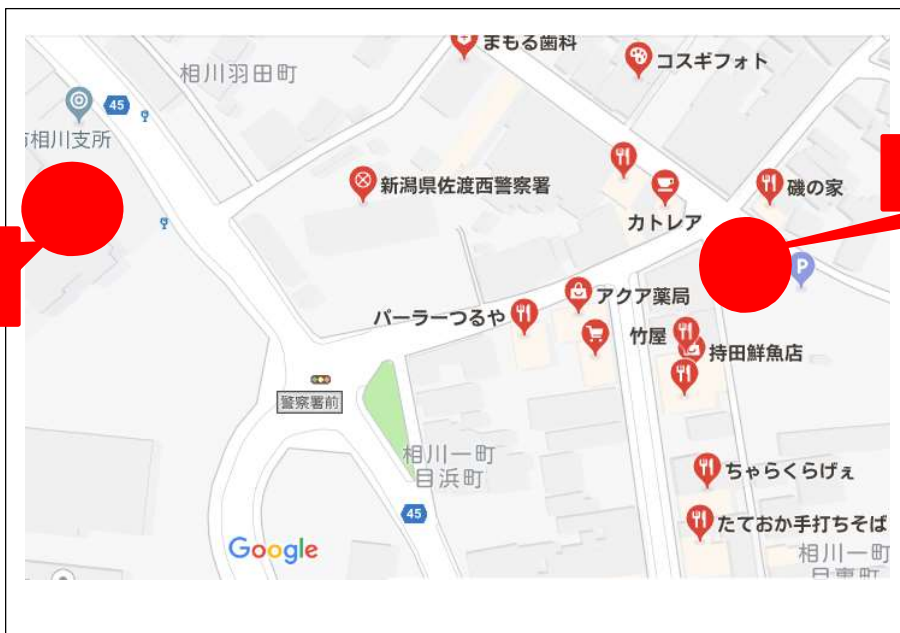 まもる歯科
コスギフォト
相川羽田町
45
相川支所
新潟県佐渡西警察署
磯の家
カトレア
P
アクア薬局
パーラーつるや
竹屋
持田鮮魚店
警察署前
相川一町
目浜町
ちゃらくらげぇ
45
たておか手打ちそば
Google
相川一町